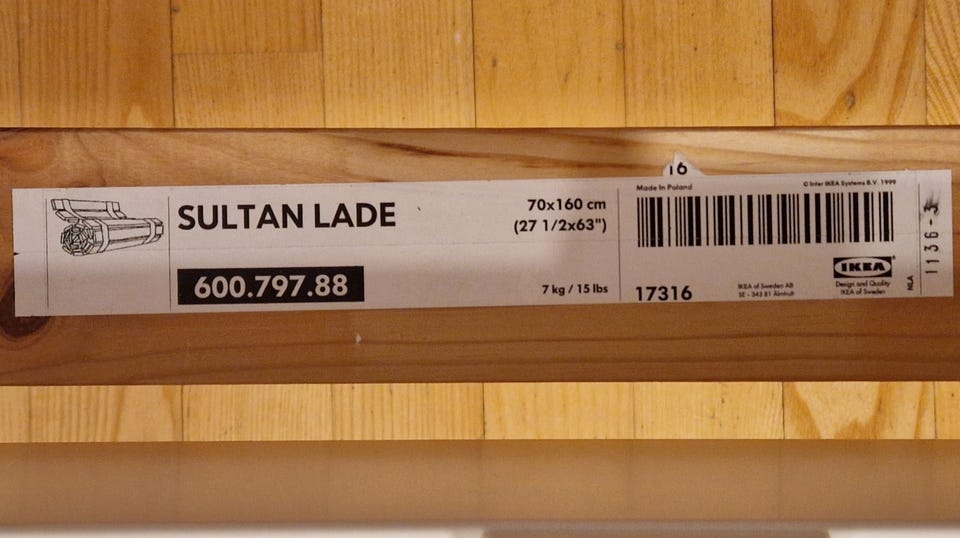 16
SULTAN LADE
600.797.88
70x160 cm
(27 1/2x63")
7 kg / 15 lbs
Made in Poland
© Inter IKEA Systems B.V. 1999
17316
IKEA of Sweden AB
SE - 343 81 Älmhult
IKEA
Design and Quality
IKEA of Sweden
NLA
1136-3